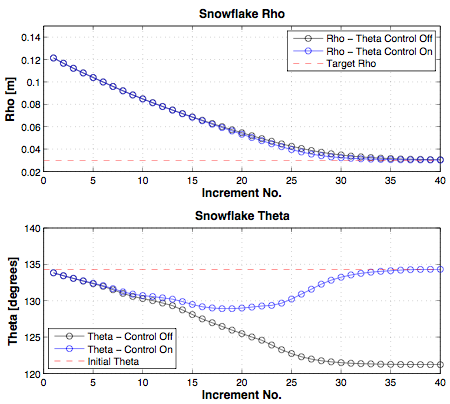 Snowflake Rho
Rho [m]
0.14
0.12
0.1
0.08
0.06
0.04
0.02
Rho − Theta Control Off
Rho − Theta Control On
Target Rho
0 5 10 15 20 25 30 35 40
Increment No.
Snowflake Theta
Theta [degrees]
140
135
130
125
120
Theta − Control Off
Theta − Control On
Initial Theta
0 5 10 15 20 25 30 35 40
Increment No.